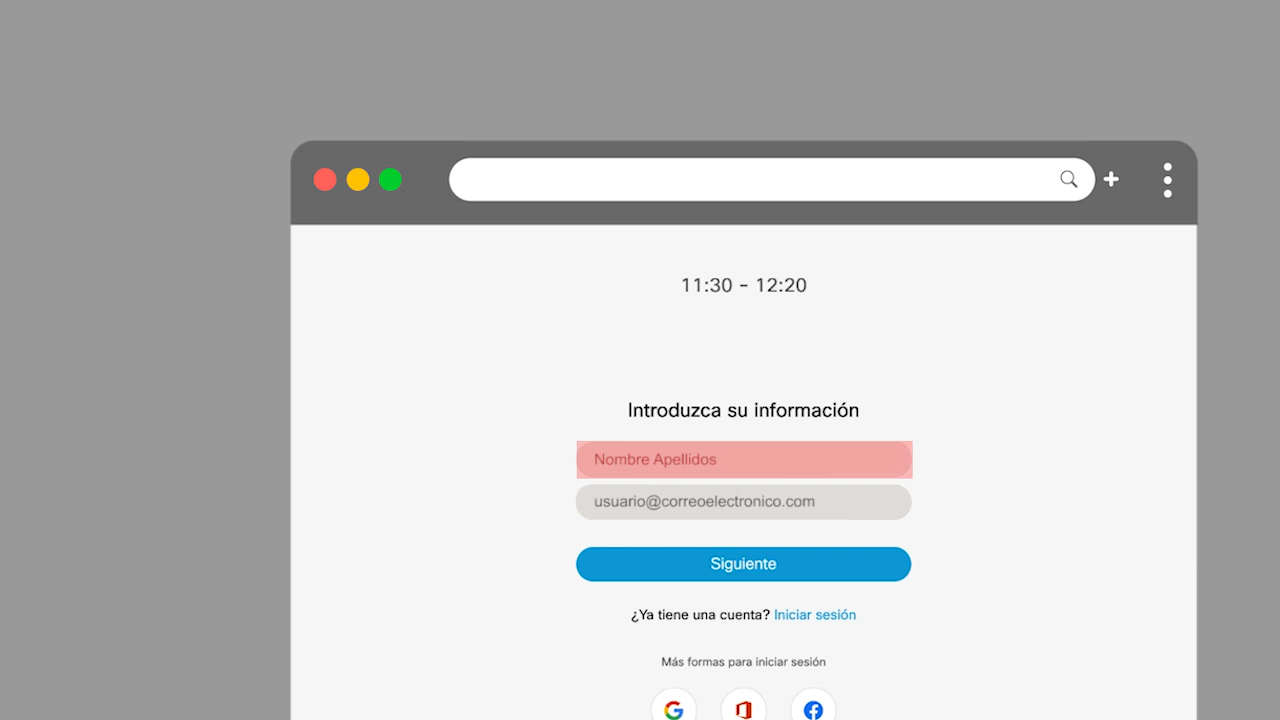 11:30 - 12:20
Introduzca su información
Nombre Apellidos
usuario@correoelectronico.com
Siguiente
¿Ya tiene una cuenta? Iniciar sesión
Más formas para iniciar sesión